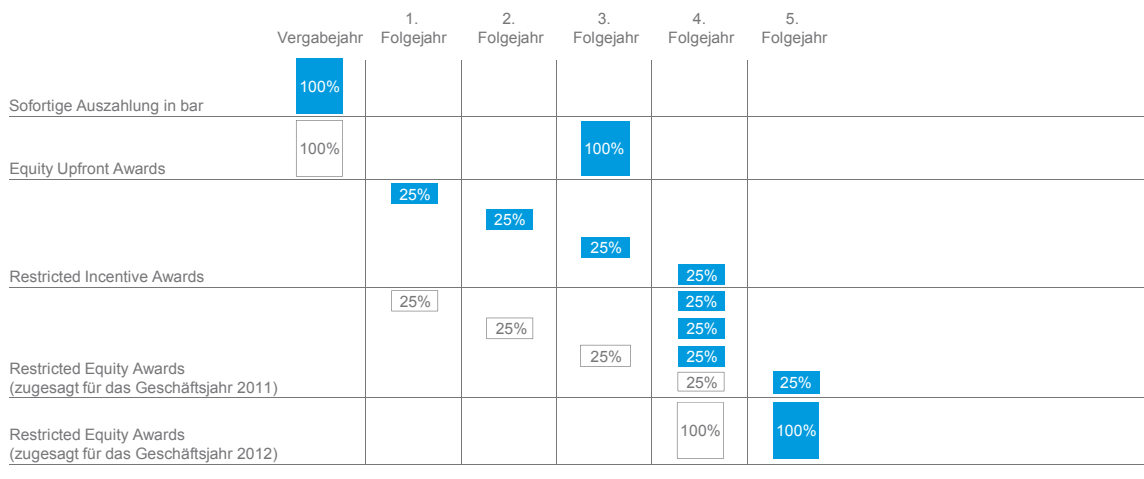 Vergabejahr
1.
Folgejahr
2.
Folgejahr
3.
Folgejahr
4.
Folgejahr
5.
Folgejahr
Sofortige Auszahlung in bar
100%
Equity Upfront Awards
100%
100%
Restricted Incentive Awards
25%
25%
25%
25%
Restricted Equity Awards
(zugesagt für das Geschäftsjahr 2011)
25%
25%
25%
25%
25%
25%
25%
25%
Restricted Equity Awards
(zugesagt für das Geschäftsjahr 2012)
100%
100%